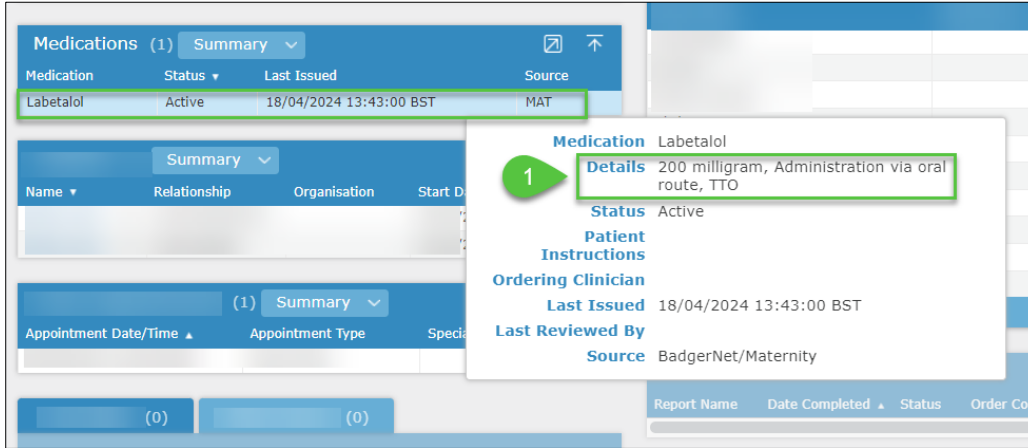 Medications (1) Summary
Medication Status Last Issued Source
Labetalol Active 18/04/2024 13:43:00 BST MAT
Medication Labetalol
1
Details 200 milligram, Administration via oral
route, TTO
Status Active
Patient
Instructions
Ordering Clinician
Last Issued 18/04/2024 13:43:00 BST
Last Reviewed By
Source BadgerNet/Maternity
Summary
Name Relationship Organisation Start
(1) Summary
Appointment Date/Time Appointment Type
(0) (0)
Report Name Date Completed Status Order